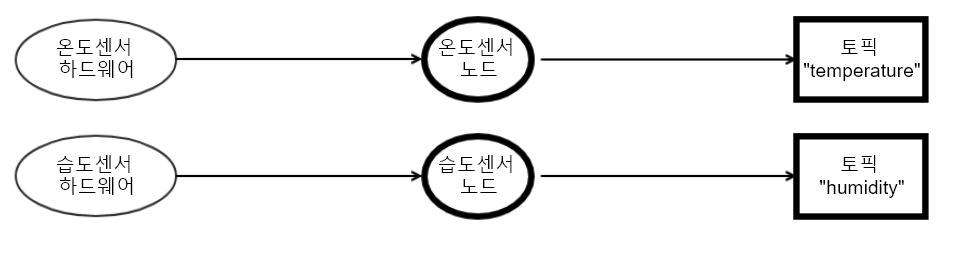 온도센서
하드웨어
온도센서
노드
토픽
"temperature"
습도센서
하드웨어
습도센서
노드
토픽
"humidity"